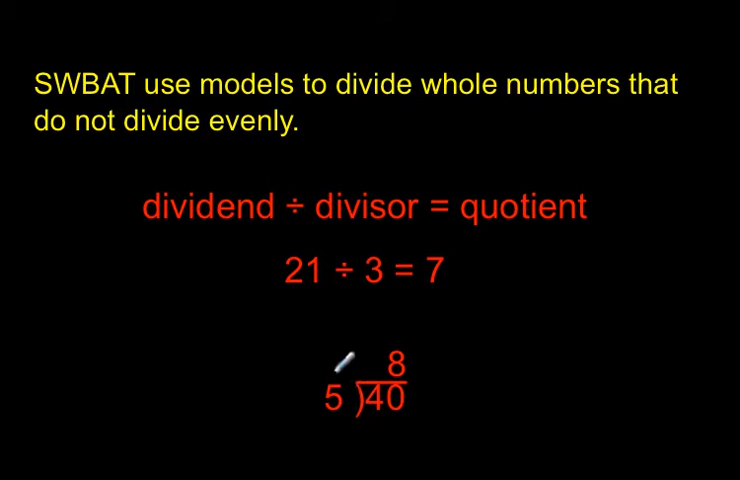 SWBAT use models to divide whole numbers that
do not divide evenly.
dividend ÷ divisor = quotient
21 ÷ 3 = 7
8
5 )40